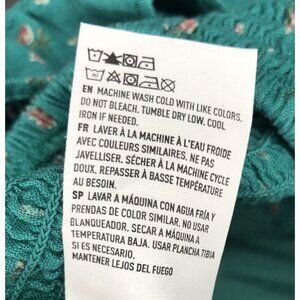 EN MACHINE WASH COLD WITH LIKE COLORS.
DO NOT BLEACH. TUMBLE DRY LOW. COOL
IRON IF NEEDED.
FR LAVER À LA MACHINE À L'EAU FROIDE
AVEC COULEURS SIMILAIRES. NE PAS
JAVELLISER. SÉCHER À LA MACHINE CYCLE
DOUX. REPASSER À BASSE TEMPÉRATURE
AU BESOIN.
SP LAVAR A MÁQUINA CON AGUA FRÍA Y
PRENDAS DE COLOR SIMILAR. NO USAR
BLANQUEADOR. SECAR A MÁQUINA A
TEMPERATURA BAJA. USAR PLANCHA TIBIA
SI ES NECESARIO.
MANTENER LEJOS DEL FUEGO